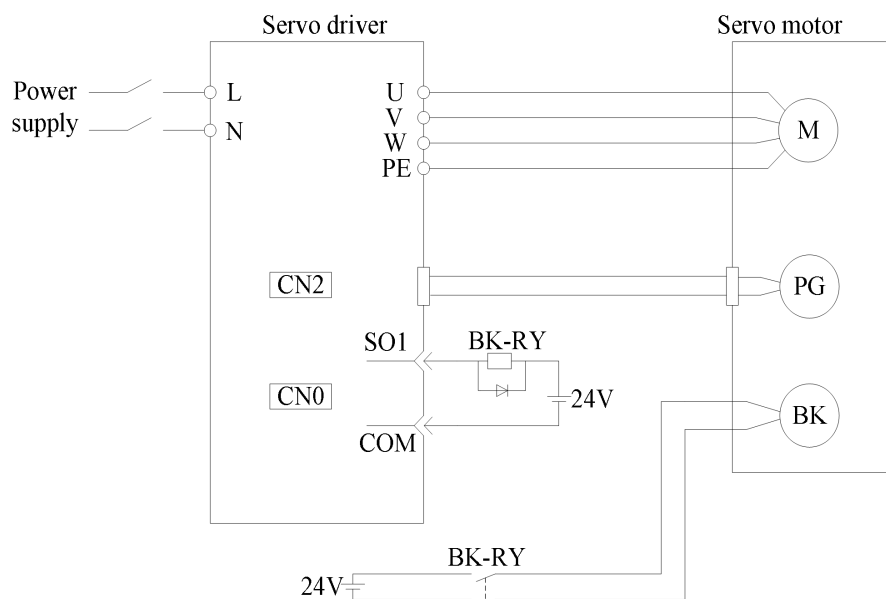 Servo driver
Servo motor
Power
supply
L
N
U
V
W
PE
M
CN2
PG
SO1
BK-RY
CN0
24V
COM
BK
BK-RY
24V